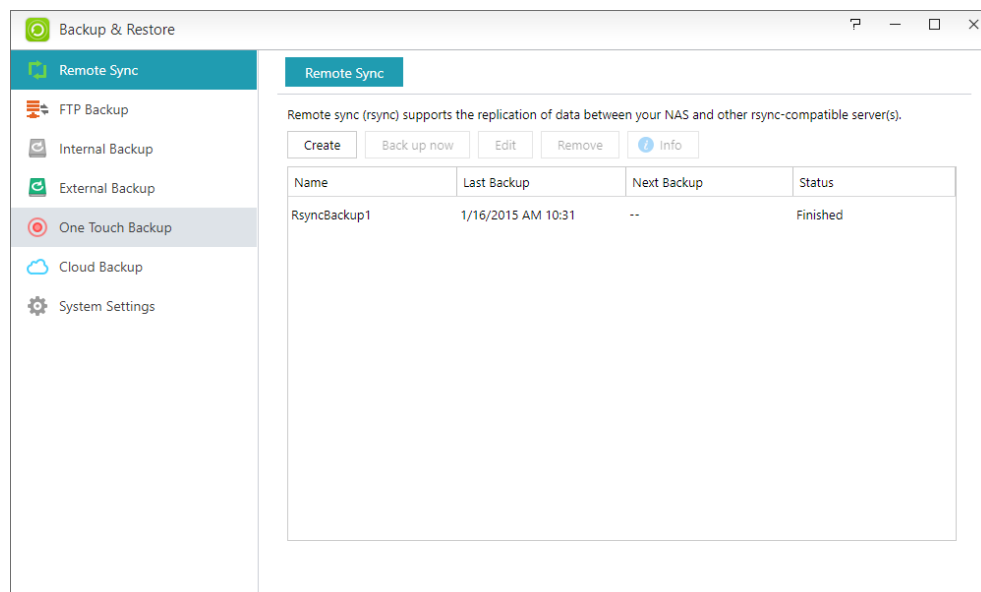 Backup & Restore
Remote Sync
FTP Backup
Internal Backup
External Backup
One Touch Backup
Cloud Backup
System Settings
Remote Sync
Remote sync (rsync) supports the replication of data between your NAS and other rsync-compatible server(s).
Create Back up now Edit Remove i Info
Name Last Backup Next Backup Status
RsyncBackup1 1/16/2015 AM 10:31 -- Finished